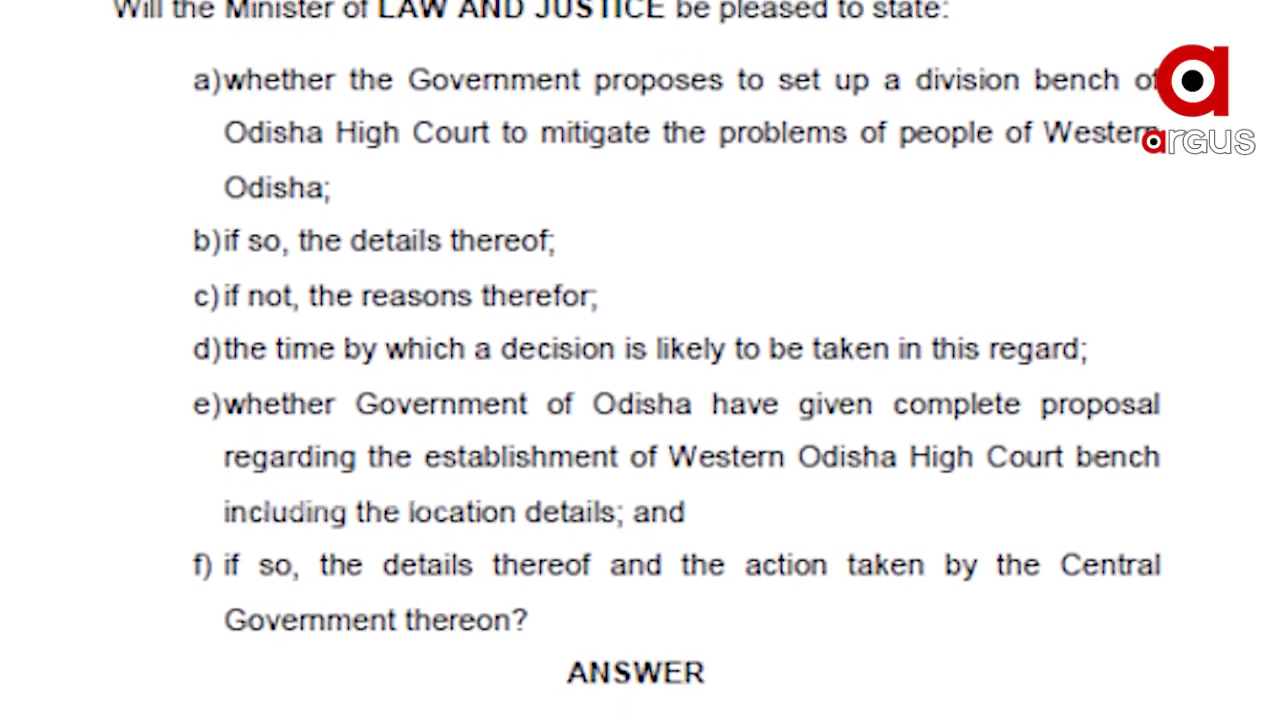 Will the Minister of LAW AND JUSTICE be pleased to state:
a) whether the Government proposes to set up a division bench of
Odisha High Court to mitigate the problems of people of Western
Odisha;
b) if so, the details thereof;
c) if not, the reasons therefor;
d) the time by which a decision is likely to be taken in this regard;
e) whether Government of Odisha have given complete proposal
regarding the establishment of Western Odisha High Court bench
including the location details; and
f) if so, the details thereof and the action taken by the Central
Government thereon?
ANSWER
a
argus